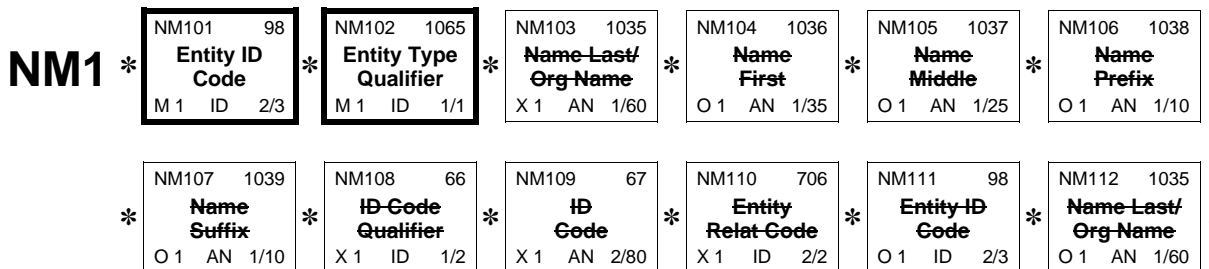 NM101 98 NM102 1065 NM103 1035 NM104 1036 NM105 1037 NM106 1038
NM1 * Entity ID * Entity Type * Name Last/ * Name * Name * Name
Code Qualifier Org Name First Middle Prefix
M 1 ID 2/3 M 1 ID 1/1 X 1 AN 1/60 O 1 AN 1/35 O 1 AN 1/25 O 1 AN 1/10
NM107 1039 NM108 66 NM109 67 NM110 706 NM111 98 NM112 1035
* Name * ID Code * ID * Entity * Entity ID * Name Last/
Suffix Qualifier Code Relat Code Code Org Name
O 1 AN 1/10 X 1 ID 1/2 X 1 AN 2/80 X 1 ID 2/2 O 1 ID 2/3 O 1 AN 1/60